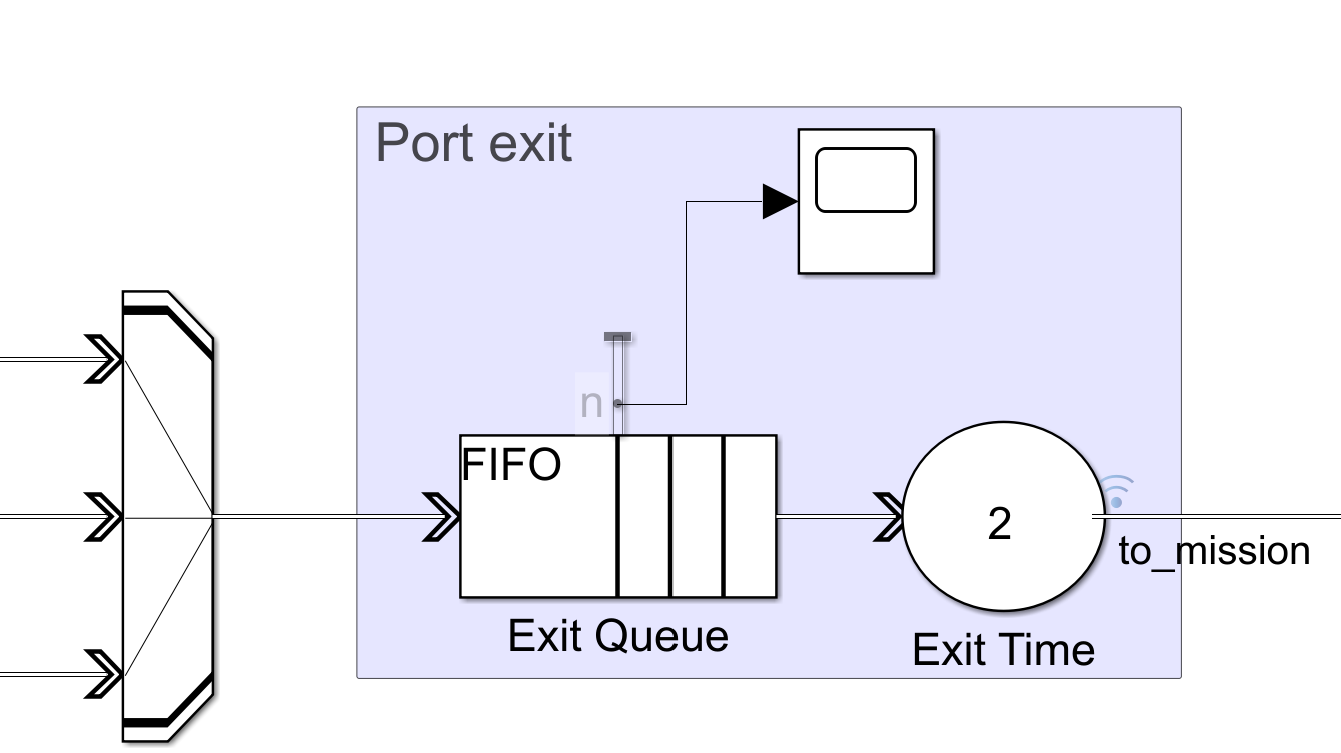 Port exit
n
FIFO
2
to_mission
Exit Queue
Exit Time